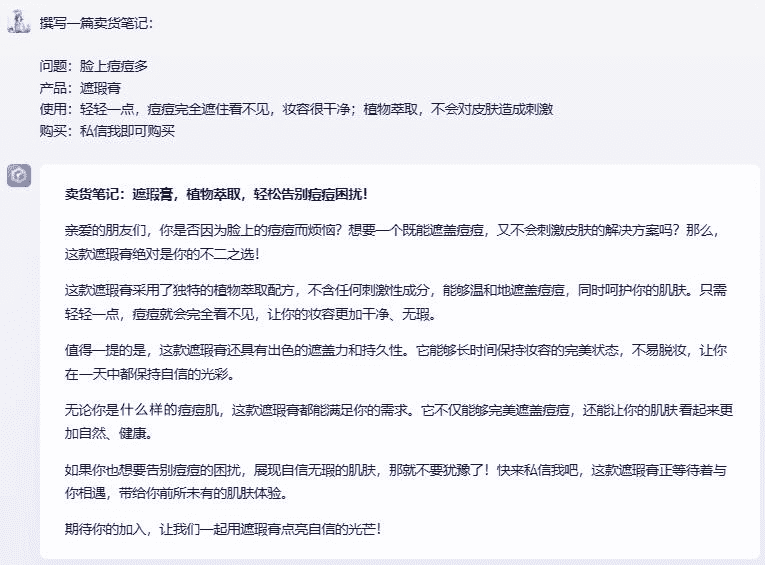 撰写一篇卖货笔记：
问题：脸上痘痘多
产品：遮瑕膏
使用：轻轻一点，痘痘完全遮住看不见，妆容很干净；植物萃取，不会对皮肤造成刺激
购买：私信我即可购买
卖货笔记：遮瑕膏，植物萃取，轻松告别痘痘困扰！
亲爱的朋友们，你是否因为脸上的痘痘而烦恼？想要一个既能遮盖痘痘，又不会刺激皮肤的解决方案吗？那么，
这款遮瑕膏绝对是你的不二之选！
这款遮瑕膏采用了独特的植物萃取配方，不含任何刺激性成分，能够温和地遮盖痘痘，同时呵护你的肌肤。只需
轻轻一点，痘痘就会完全看不见，让你的妆容更加干净、无瑕。
值得一提的是，这款遮瑕膏还具有出色的遮盖力和持久性。它能够长时间保持妆容的完美状态，不易脱妆，让你
在一天中都保持自信的光彩。
无论你是什么样的痘痘肌，这款遮瑕膏都能满足你的需求。它不仅能够完美遮盖痘痘，还能让你的肌肤看起来更
加自然、健康。
如果你也想要告别痘痘的困扰，展现自信无瑕的肌肤，那就不要犹豫了！快来私信我吧，这款遮瑕膏正等待着与
你相遇，带给你前所未有的肌肤体验。
期待你的加入，让我们一起用遮瑕膏点亮自信的光芒！